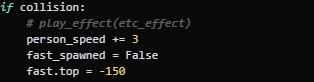 if collision:
    # play_effect(etc_effect)
    person_speed += 3
    fast_spawned = False
    fast.top = -150